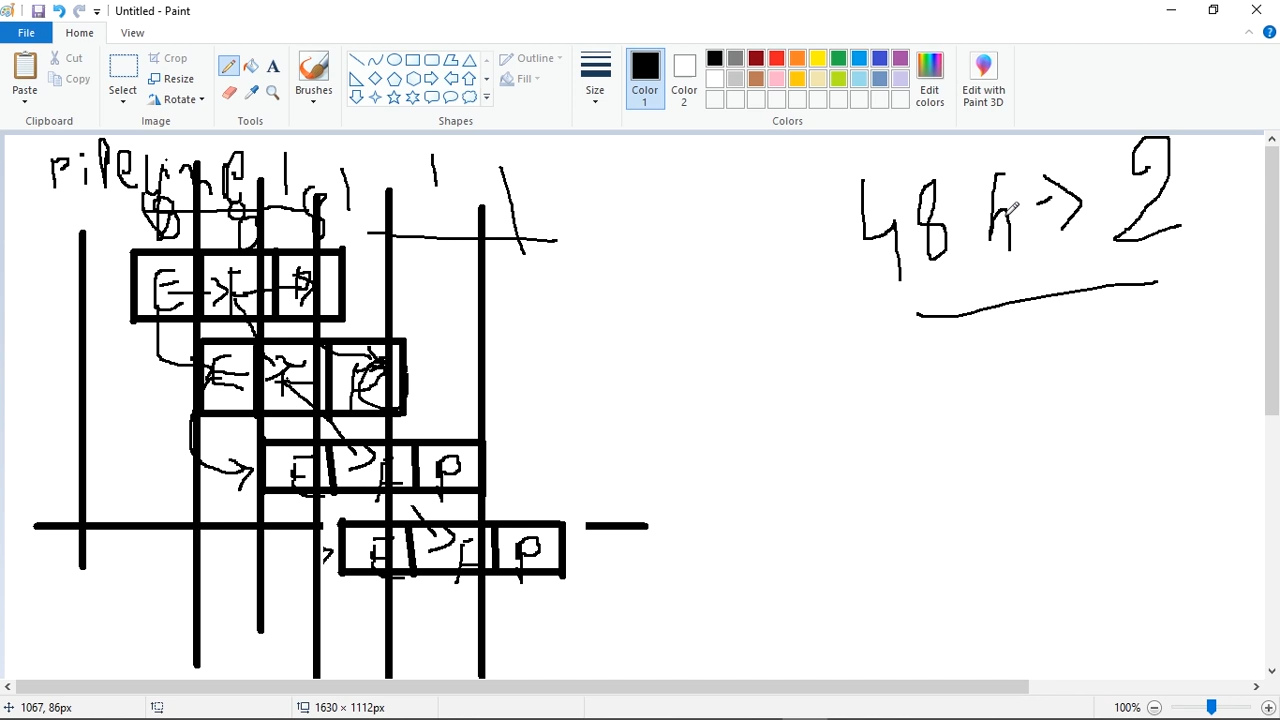 Untitled - Paint
File Home View
Paste Cut Copy
Clipboard
Select Crop Resize Rotate
Image
Tools
Brushes
Shapes
Outline Fill
Size
Color 1 Color 2
Edit colors
Colors
Edit with Paint 3D
pipeline
48 h -> 2
P
E P
E P
1067, 86px 1630 × 1112px 100%